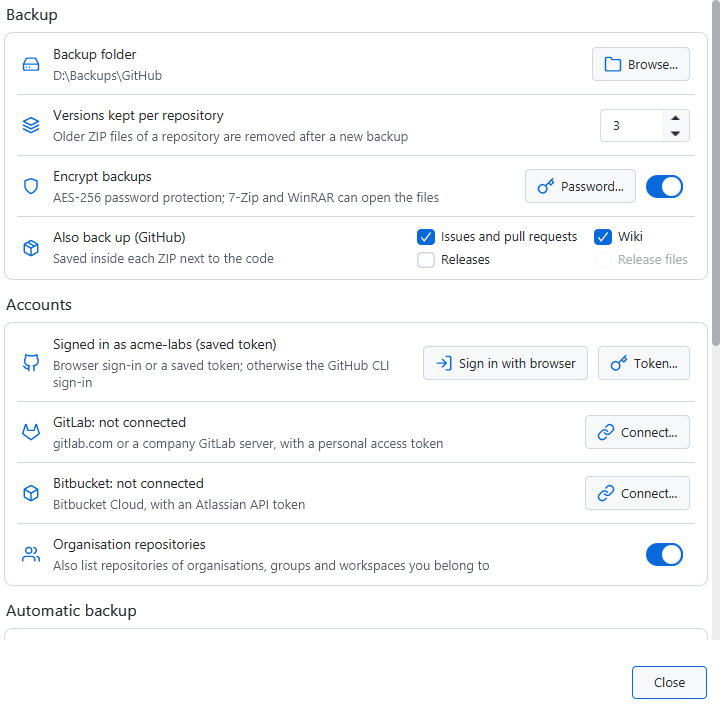 Backup
Backup folder
D:\Backups\GitHub
Browse...
Versions kept per repository
Older ZIP files of a repository are removed after a new backup
3
Encrypt backups
AES-256 password protection; 7-Zip and WinRAR can open the files
Password...
Also back up (GitHub)
Saved inside each ZIP next to the code
Issues and pull requests
Wiki
Releases
Release files
Accounts
Signed in as acme-labs (saved token)
Browser sign-in or a saved token; otherwise the GitHub CLI
sign-in
Sign in with browser
Token...
GitLab: not connected
gitlab.com or a company GitLab server, with a personal access token
Connect...
Bitbucket: not connected
Bitbucket Cloud, with an Atlassian API token
Connect...
Organisation repositories
Also list repositories of organisations, groups and workspaces you belong to
Automatic backup
Close